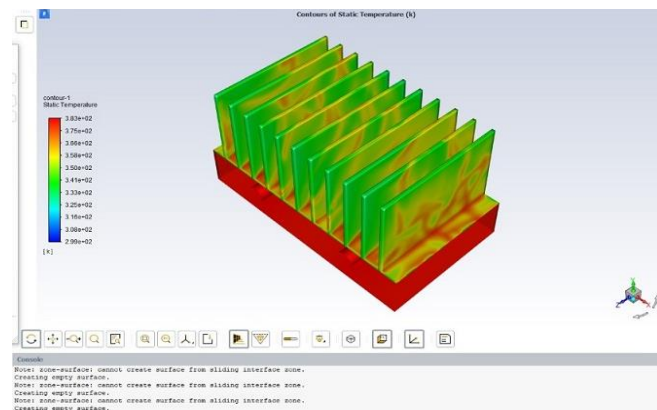 Contours of Static Temperature (k)
contour-1
Static Temperature
3.83e+02
3.75e+02
3.66e+02
3.58e+02
3.50e+02
3.41e+02
3.33e+02
3.25e+02
3.16e+02
3.08e+02
2.99e+02
[k]
Y
Z
X
Console
Note: zone-surface: cannot create surface from sliding interface zone.
Creating empty surface.
Note: zone-surface: cannot create surface from sliding interface zone.
Creating empty surface.
Note: zone-surface: cannot create surface from sliding interface zone.
Creating empty surface.